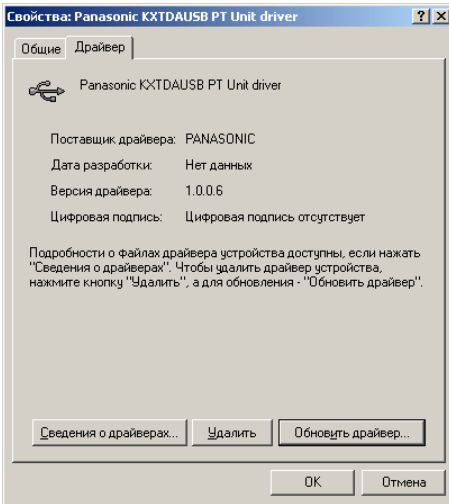 Свойства: Panasonic KXTDAUSB PT Unit driver
Общие Драйвер
Panasonic KXTDAUSB PT Unit driver
Поставщик драйвера: PANASONIC
Дата разработки: Нет данных
Версия драйвера: 1.0.0.6
Цифровая подпись: Цифровая подпись отсутствует
Подробности о файлах драйвера устройства доступны, если нажать
"Сведения о драйверах". Чтобы удалить драйвер устройства,
нажмите кнопку "Удалить", а для обновления - "Обновить драйвер".
Сведения о драйверах... Удалить Обновить драйвер...
OK Отмена